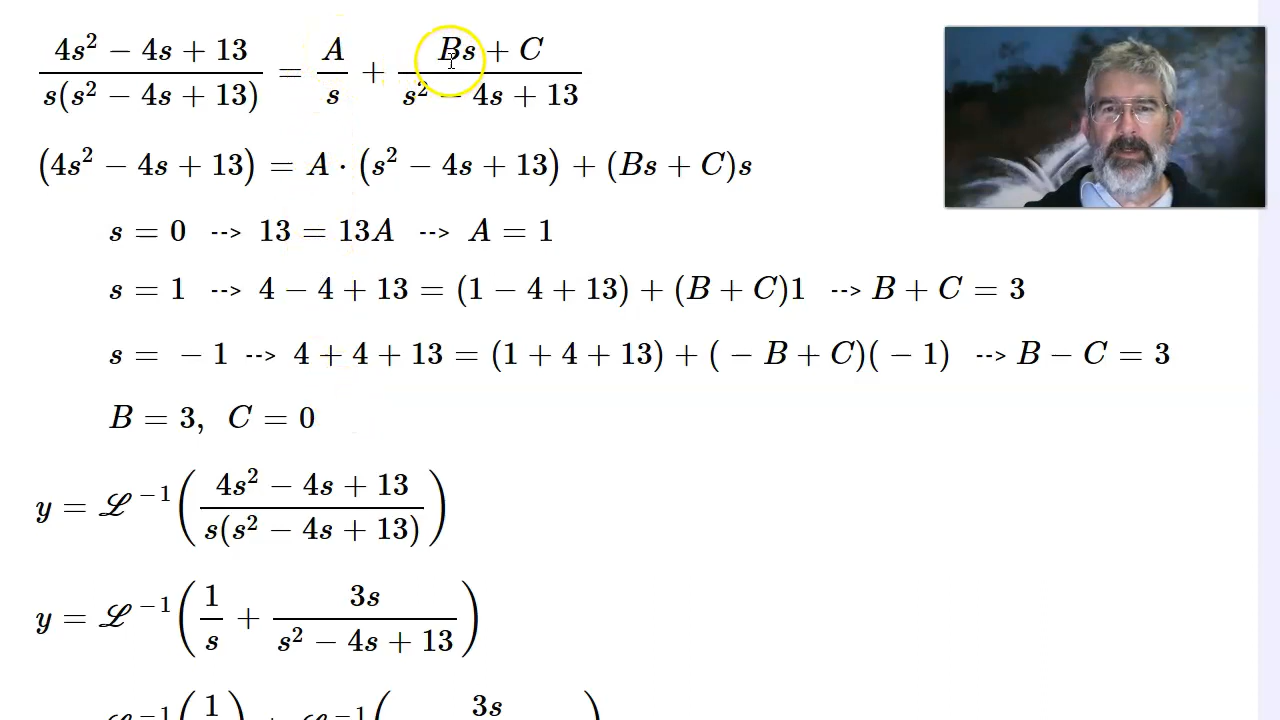 (4s² − 4s + 13) / (s(s² − 4s + 13)) = A/s + (Bs + C) / (s² − 4s + 13)
(4s² − 4s + 13) = A · (s² − 4s + 13) + (Bs + C)s
s = 0 --> 13 = 13A --> A = 1
s = 1 --> 4 − 4 + 13 = (1 − 4 + 13) + (B + C)1 --> B + C = 3
s = − 1 --> 4 + 4 + 13 = (1 + 4 + 13) + ( − B + C)( − 1) --> B − C = 3
B = 3, C = 0
y = ℒ⁻¹((4s² − 4s + 13) / (s(s² − 4s + 13)))
y = ℒ⁻¹(1/s + 3s / (s² − 4s + 13))